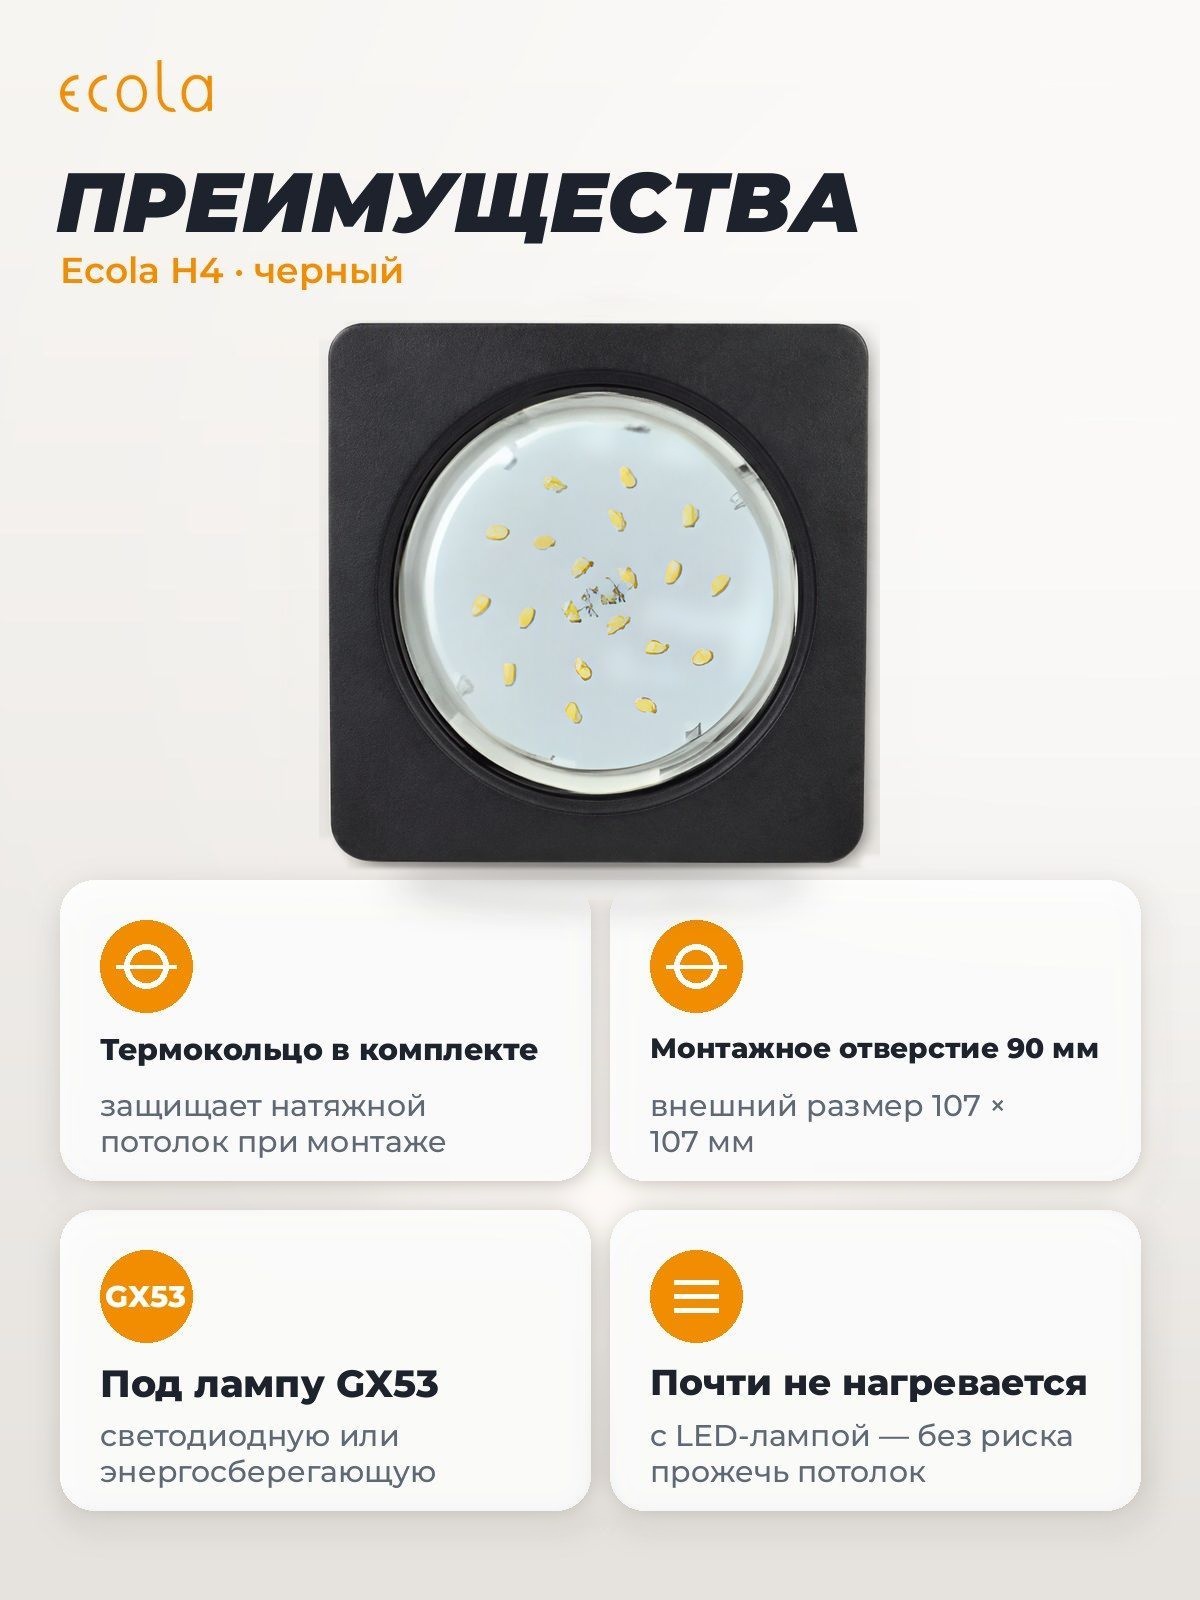 ecola
ПРЕИМУЩЕСТВА
Ecola H4 · черный
Термокольцо в комплекте
защищает натяжной
потолок при монтаже
Монтажное отверстие 90 мм
внешний размер 107 ×
107 мм
GX53
Под лампу GX53
светодиодную или
энергосберегающую
Почти не нагревается
с LED-лампой — без риска
прожечь потолок